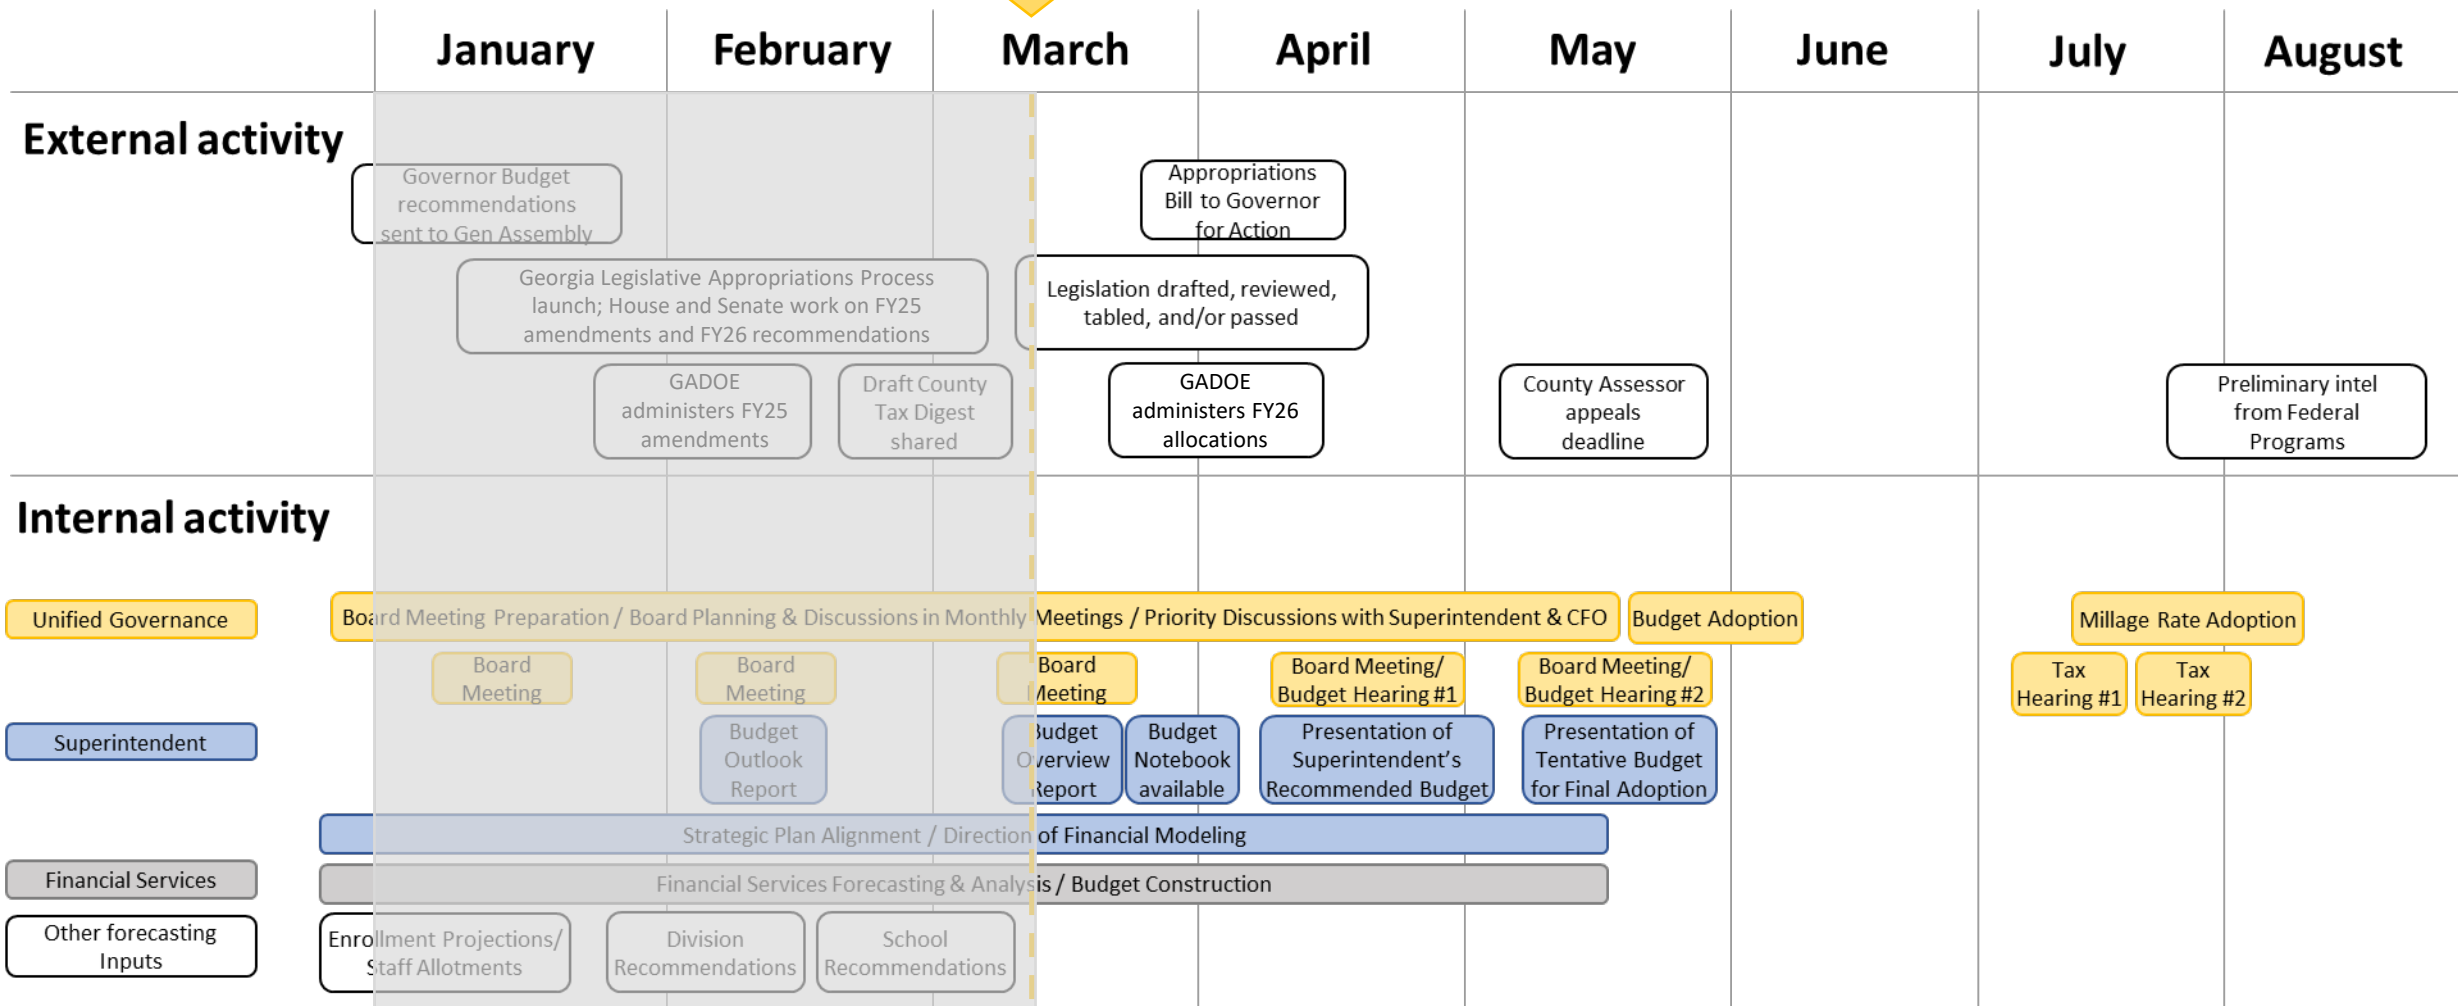 January
February
March
April
May
June
July
August
External activity
Governor Budget
recommendations
sent to Gen Assembly
Appropriations
Bill to Governor
for Action
Georgia Legislative Appropriations Process
launch; House and Senate work on FY25
amendments and FY26 recommendations
Legislation drafted, reviewed,
tabled, and/or passed
GADOE
administers FY25
amendments
Draft County
Tax Digest
shared
GADOE
administers FY26
allocations
County Assessor
appeals
deadline
Preliminary intel
from Federal
Programs
Internal activity
Unified Governance
Board Meeting Preparation / Board Planning & Discussions in Monthly Meetings / Priority Discussions with Superintendent & CFO
Budget Adoption
Millage Rate Adoption
Board
Meeting
Board
Meeting
Board
Meeting
Board Meeting/
Budget Hearing #1
Board Meeting/
Budget Hearing #2
Tax
Hearing #1
Tax
Hearing #2
Superintendent
Budget
Outlook
Report
Budget
Overview
Report
Budget
Notebook
available
Presentation of
Superintendent's
Recommended Budget
Presentation of
Tentative Budget
for Final Adoption
Strategic Plan Alignment / Direction of Financial Modeling
Financial Services
Financial Services Forecasting & Analysis / Budget Construction
Other forecasting
Inputs
Enrollment Projections/
Staff Allotments
Division
Recommendations
School
Recommendations